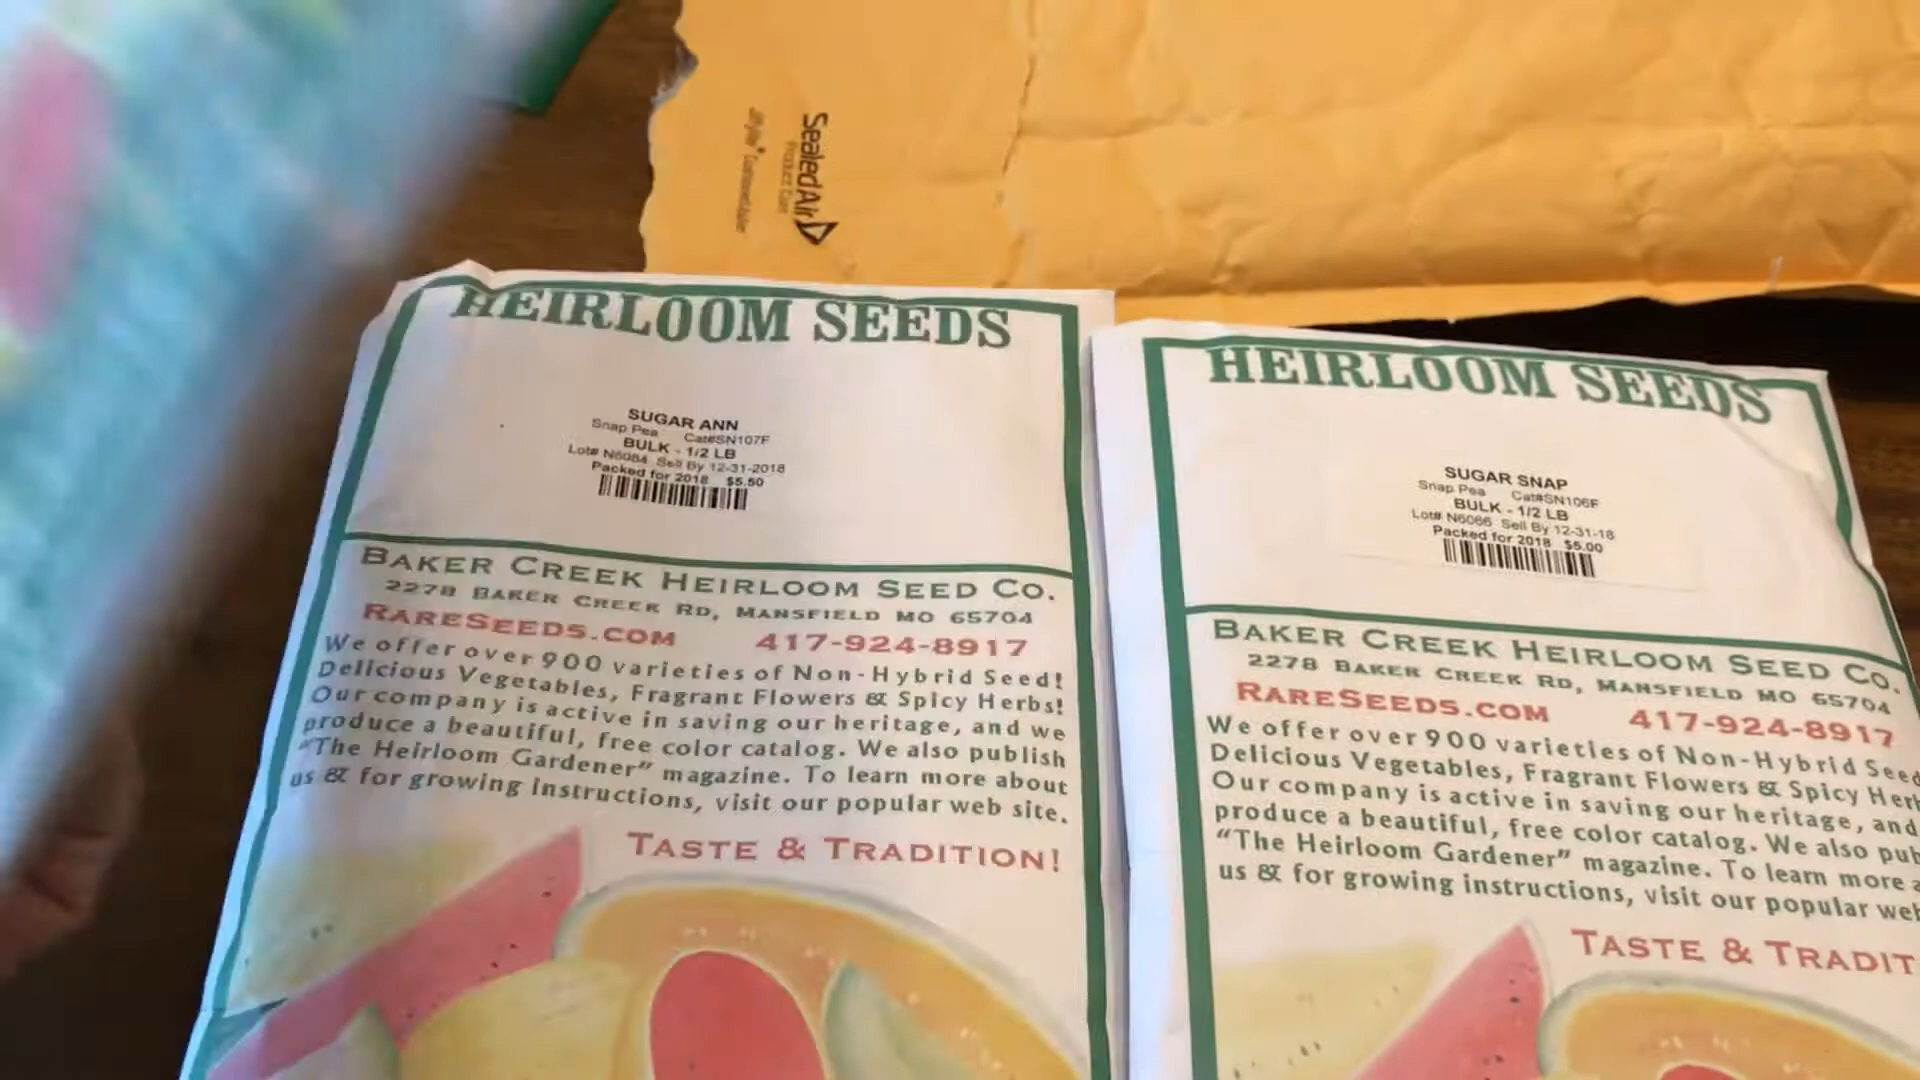 SealedAir
Product Care
HEIRLOOM SEEDS
SUGAR ANN
Snap Pea Cat#SN107F
BULK - 1/2 LB
Lot# N6084 Sell By 12-31-2018
Packed for 2018 $5.50
BAKER CREEK HEIRLOOM SEED CO.
2278 BAKER CREEK RD, MANSFIELD MO 65704
RARESEEDS.COM 417-924-8917
We offer over 900 varieties of Non-Hybrid Seed!
Delicious Vegetables, Fragrant Flowers & Spicy Herbs!
Our company is active in saving our heritage, and we
produce a beautiful, free color catalog. We also publish
"The Heirloom Gardener" magazine. To learn more about
us & for growing instructions, visit our popular web site.
TASTE & TRADITION!
HEIRLOOM SEEDS
SUGAR SNAP
Snap Pea Cat#SN106F
BULK - 1/2 LB
Lot# N6066 Sell By 12-31-18
Packed for 2018 $5.00
BAKER CREEK HEIRLOOM SEED CO.
2278 BAKER CREEK RD, MANSFIELD MO 65704
RARESEEDS.COM 417-924-8917
We offer over 900 varieties of Non-Hybrid Seed
Delicious Vegetables, Fragrant Flowers & Spicy Her
Our company is active in saving our heritage, and
produce a beautiful, free color catalog. We also pub
"The Heirloom Gardener" magazine. To learn more a
us & for growing instructions, visit our popular web
TASTE & TRADIT